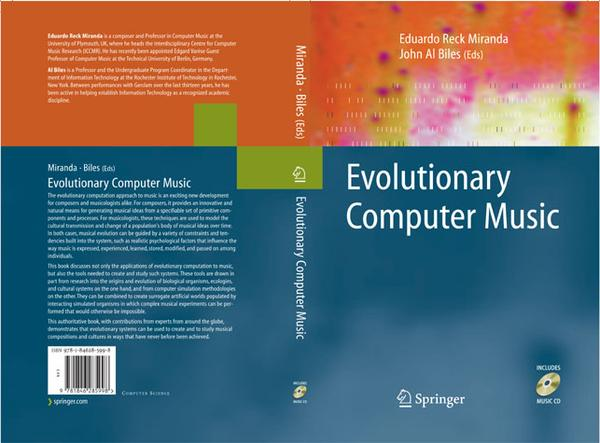 Eduardo Reck Miranda is a composer and Professor in Computer Music at the
University of Plymouth, UK, where he heads the Interdisciplinary Centre for Computer
Music Research (ICCMR). He has recently been appointed Edgard Varèse Guest
Professor of Computer Music at the Technical University of Berlin, Germany.
Al Biles is a Professor and the Undergraduate Program Coordinator in the Depart-
ment of Information Technology at the Rochester Institute of Technology in Rochester,
New York. Between performances with GenJam over the last thirteen years, he has
been active in helping establish Information Technology as a recognized academic
discipline.
Miranda · Biles (Eds)
Evolutionary Computer Music
The evolutionary computation approach to music is an exciting new development
for composers and musicologists alike. For composers, it provides an innovative and
natural means for generating musical ideas from a specifiable set of primitive com-
ponents and processes. For musicologists, these techniques are used to model the
cultural transmission and change of a population's body of musical ideas over time.
In both cases, musical evolution can be guided by a variety of constraints and ten-
dencies built into the system, such as realistic psychological factors that influence the
way music is expressed, experienced, learned, stored, modified, and passed on among
individuals.
This book discusses not only the applications of evolutionary computation to music,
but also the tools needed to create and study such systems. These tools are drawn in
part from research into the origins and evolution of biological organisms, ecologies,
and cultural systems on the one hand, and from computer simulation methodologies
on the other. They can be combined to create surrogate artificial worlds populated by
interacting simulated organisms in which complex musical experiments can be per-
formed that would otherwise be impossible.
This authoritative book, with contributions from experts from around the globe,
demonstrates that evolutionary systems can be used to create and to study musical
compositions and cultures in ways that have never before been achieved.
ISBN 978-1-84628-599-8
9 781846 285998
springer.com
COMPUTER SCIENCE
Miranda · Biles (Eds)
Evolutionary Computer Music
INCLUDES
MUSIC CD
Eduardo Reck Miranda
John Al Biles (Eds)
Evolutionary
Computer Music
Springer
INCLUDES
MUSIC CD